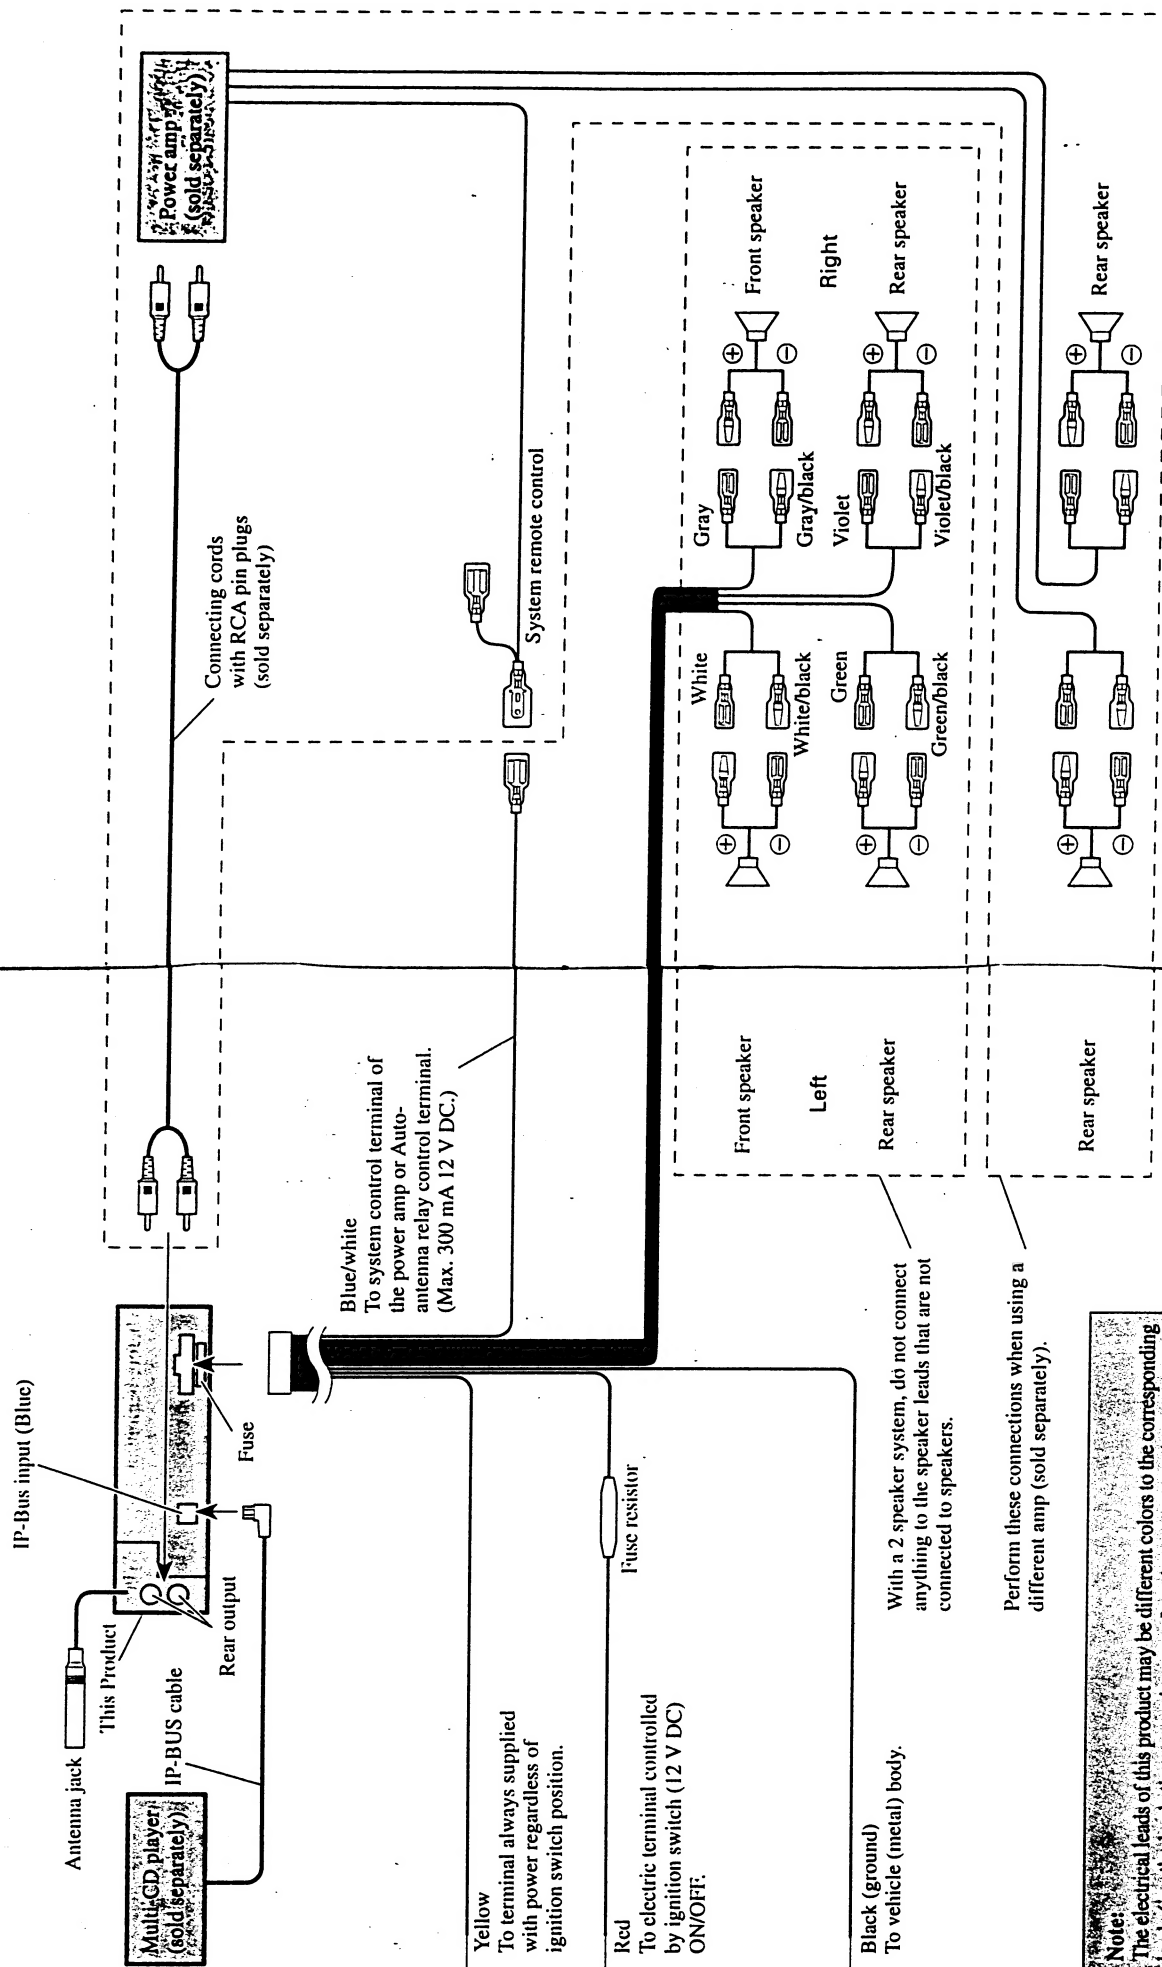 Multi-CD player
(sold separately)
Antenna jack
This Product
IP-BUS cable
Rear output
IP-Bus input (Blue)
Fuse
Connecting cords
with RCA pin plugs
(sold separately)
Power amp
(sold separately)
Blue/white
To system control terminal of
the power amp or Auto-
antenna relay control terminal.
(Max. 300 mA 12 V DC.)
System remote control
Yellow
To terminal always supplied
with power regardless of
ignition switch position.
Fuse resistor
Red
To electric terminal controlled
by ignition switch (12 V DC)
ON/OFF.
Black (ground)
To vehicle (metal) body.
Front speaker
Left
Rear speaker
+
−
White
White/black
+
−
Green
Green/black
Gray
Gray/black
+
−
Violet
Violet/black
+
−
Front speaker
Right
Rear speaker
With a 2 speaker system, do not connect
anything to the speaker leads that are not
connected to speakers.
Perform these connections when using a
different amp (sold separately).
Rear speaker
+
−
+
−
Rear speaker
Note:
The electrical leads of this product may be different colors to the corresponding